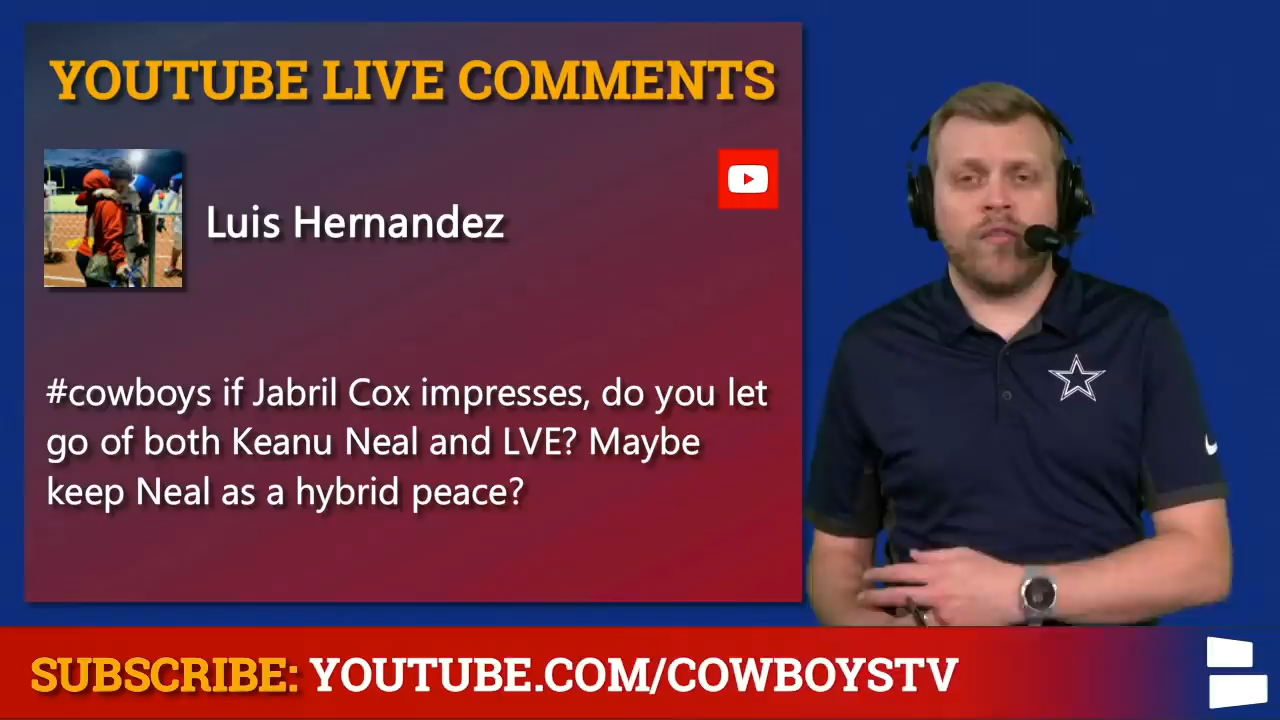 YOUTUBE LIVE COMMENTS
Luis Hernandez
#cowboys if Jabril Cox impresses, do you let
go of both Keanu Neal and LVE? Maybe
keep Neal as a hybrid peace?
SUBSCRIBE: YOUTUBE.COM/COWBOYSTV